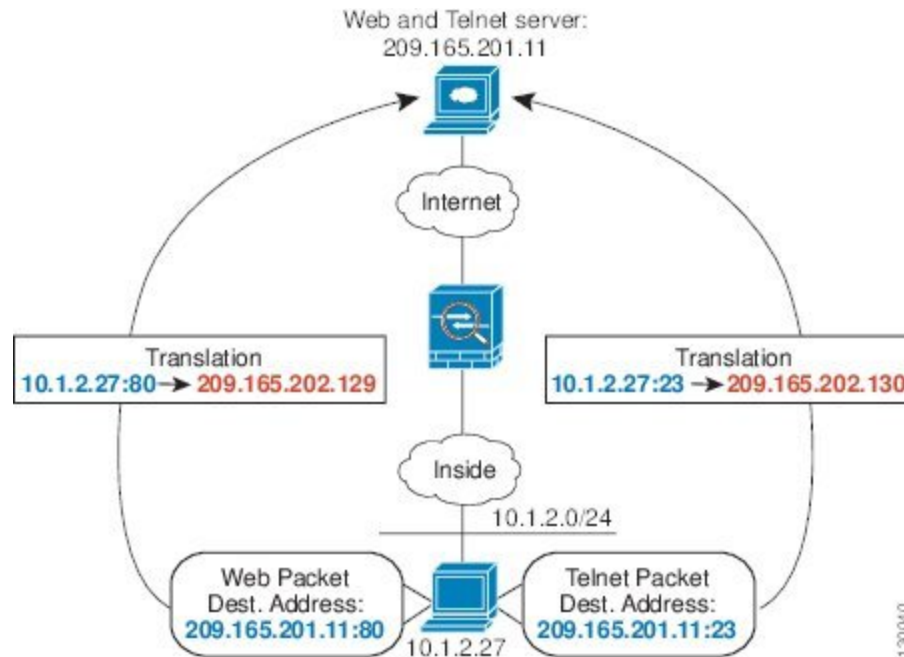 Web and Telnet server:
209.165.201.11
Internet
Translation
10.1.2.27:80 → 209.165.202.129
Translation
10.1.2.27:23 → 209.165.202.130
Inside
10.1.2.0/24
Web Packet
Dest. Address:
209.165.201.11:80
Telnet Packet
Dest. Address:
209.165.201.11:23
10.1.2.27
130040